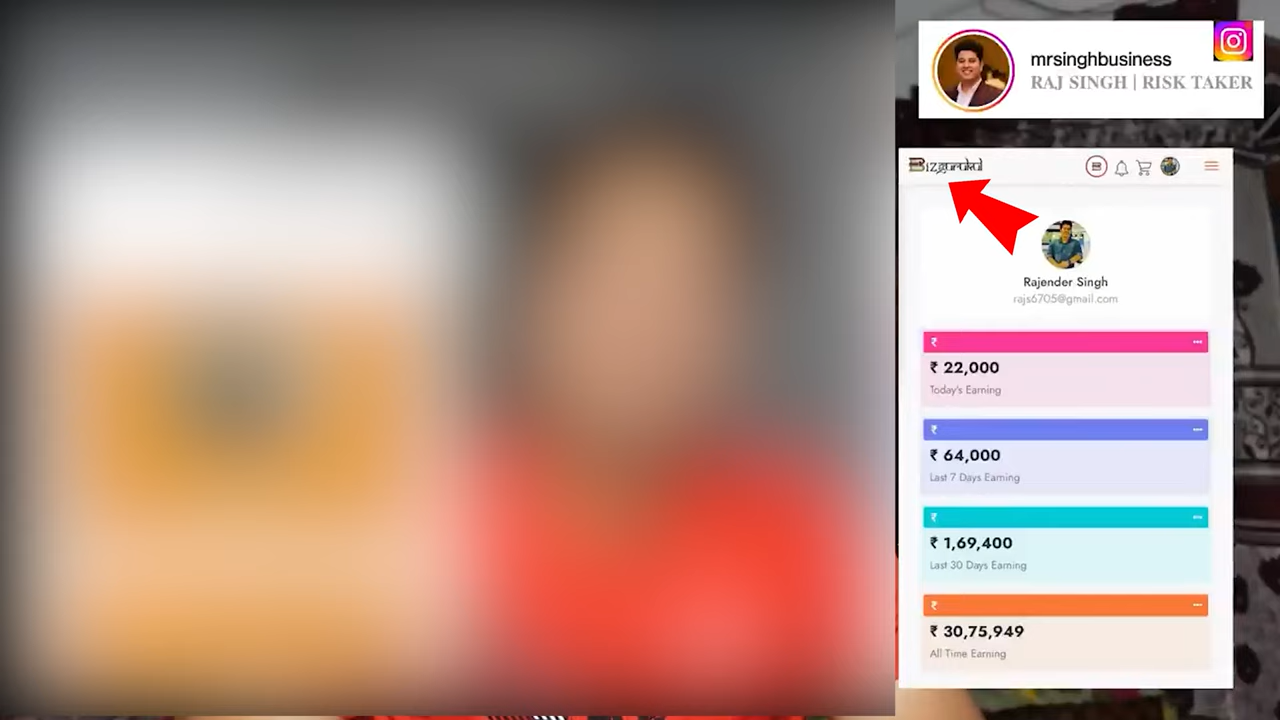 mrsinghbusiness
RAJ SINGH | RISK TAKER
Bizgurukul
Rajender Singh
rajs6705@gmail.com
₹
₹ 22,000
Today's Earning
₹
₹ 64,000
Last 7 Days Earning
₹
₹ 1,69,400
Last 30 Days Earning
₹
₹ 30,75,949
All Time Earning